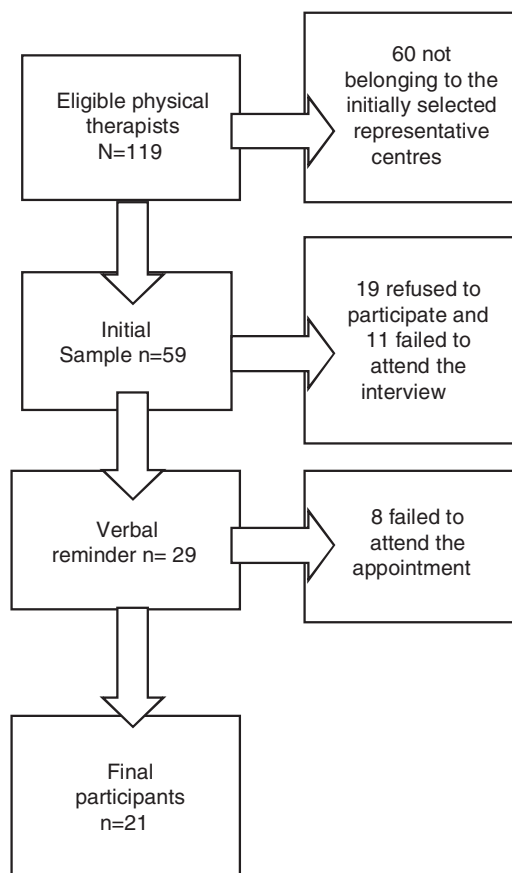 Eligible physical
therapists
N=119
60 not
belonging to the
initially selected
representative
centres
Initial
Sample n=59
19 refused to
participate and
11 failed to
attend the
interview
Verbal
reminder n= 29
8 failed to
attend the
appointment
Final
participants
n=21